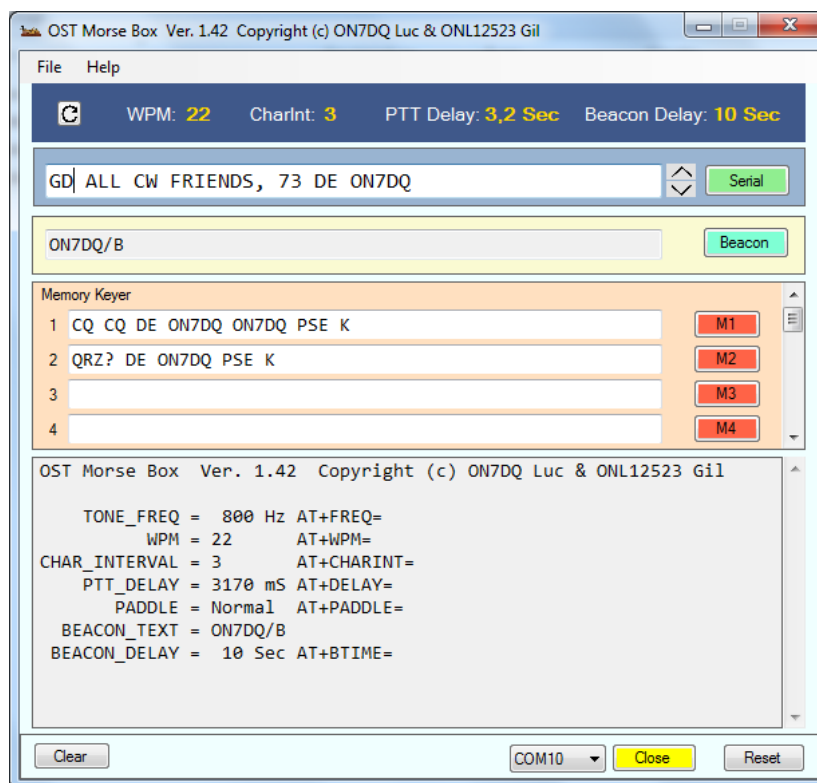 OST Morse Box Ver. 1.42 Copyright (c) ON7DQ Luc & ONL12523 Gil
File Help
WPM: 22 CharInt: 3 PTT Delay: 3,2 Sec Beacon Delay: 10 Sec
GD ALL CW FRIENDS, 73 DE ON7DQ Serial
ON7DQ/B Beacon
Memory Keyer
1 CQ CQ DE ON7DQ ON7DQ PSE K M1
2 QRZ? DE ON7DQ PSE K M2
3 M3
4 M4
OST Morse Box Ver. 1.42 Copyright (c) ON7DQ Luc & ONL12523 Gil
TONE_FREQ = 800 Hz AT+FREQ=
WPM = 22 AT+WPM=
CHAR_INTERVAL = 3 AT+CHARINT=
PTT_DELAY = 3170 mS AT+DELAY=
PADDLE = Normal AT+PADDLE=
BEACON_TEXT = ON7DQ/B
BEACON_DELAY = 10 Sec AT+BTIME=
Clear COM10 Close Reset